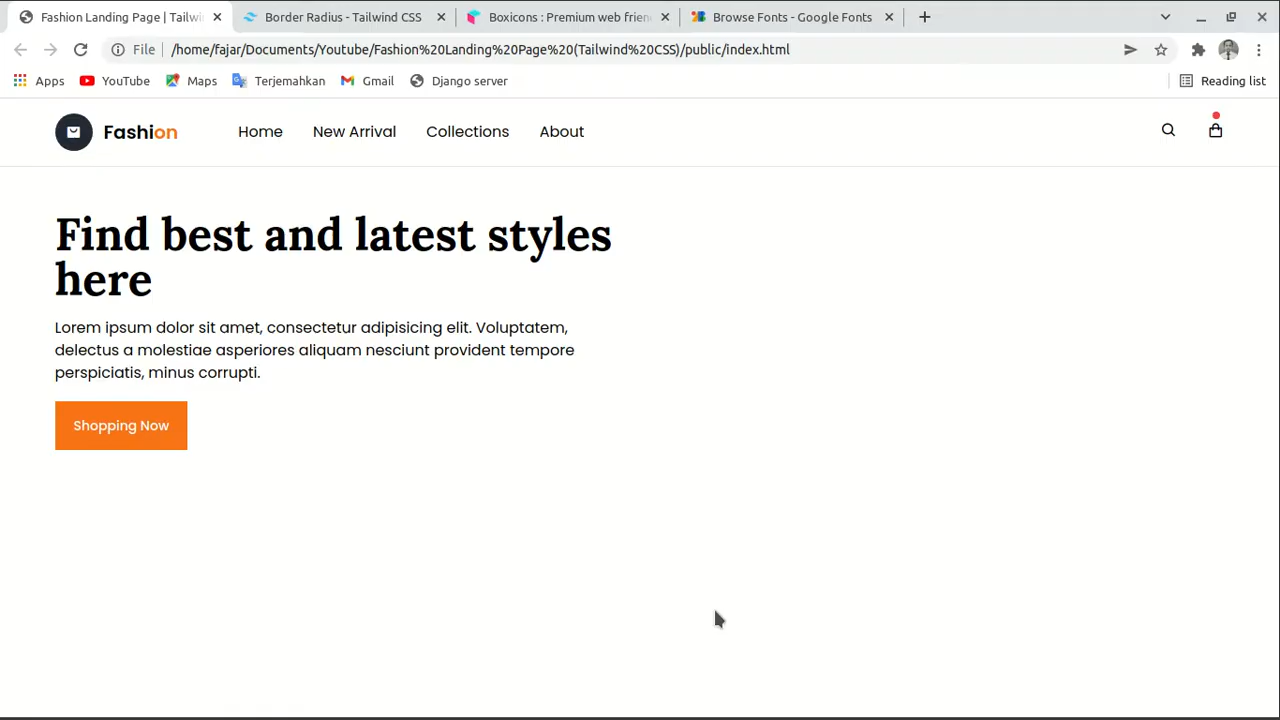 Fashion Landing Page | Tailwi
Border Radius - Tailwind CSS
Boxicons : Premium web frien
Browse Fonts - Google Fonts
File
/home/fajar/Documents/Youtube/Fashion%20Landing%20Page%20(Tailwind%20CSS)/public/index.html
Apps
YouTube
Maps
Terjemahkan
Gmail
Django server
Reading list
Fashion
Home
New Arrival
Collections
About
Find best and latest styles
here
Lorem ipsum dolor sit amet, consectetur adipisicing elit. Voluptatem,
delectus a molestiae asperiores aliquam nesciunt provident tempore
perspiciatis, minus corrupti.
Shopping Now